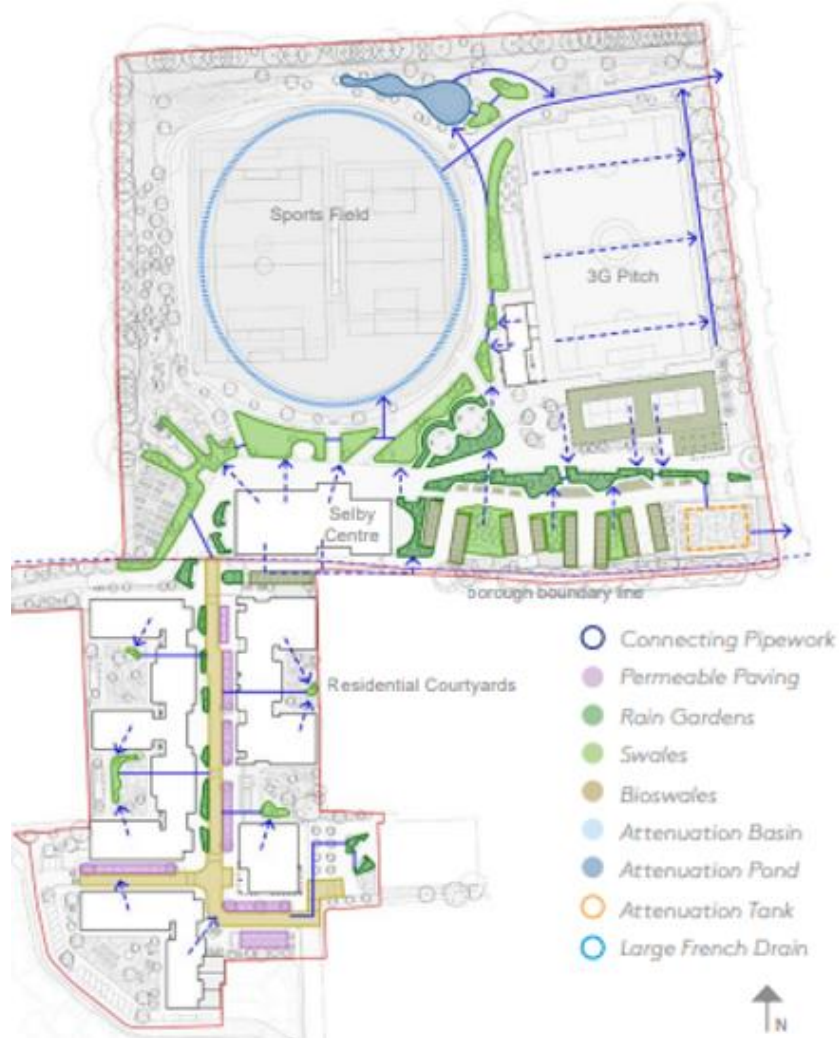 Sports Field
3G Pitch
Selby
Centre
borough boundary line
Residential Courtyards
Connecting Pipework
Permeable Paving
Rain Gardens
Swales
Bioswales
Attenuation Basin
Attenuation Pond
Attenuation Tank
Large French Drain
N